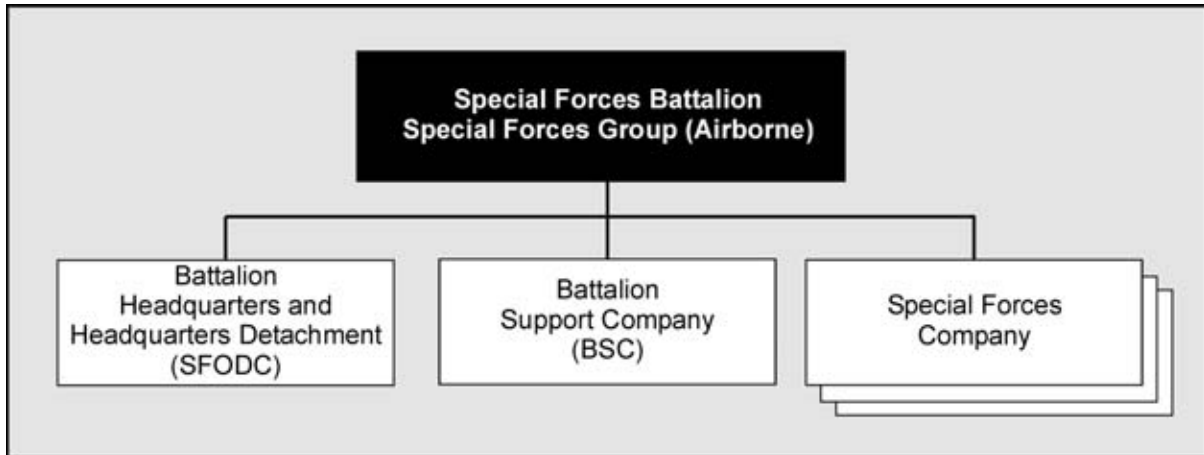 Special Forces Battalion
Special Forces Group (Airborne)
Battalion
Headquarters and
Headquarters Detachment
(SFODC)
Battalion
Support Company
(BSC)
Special Forces
Company